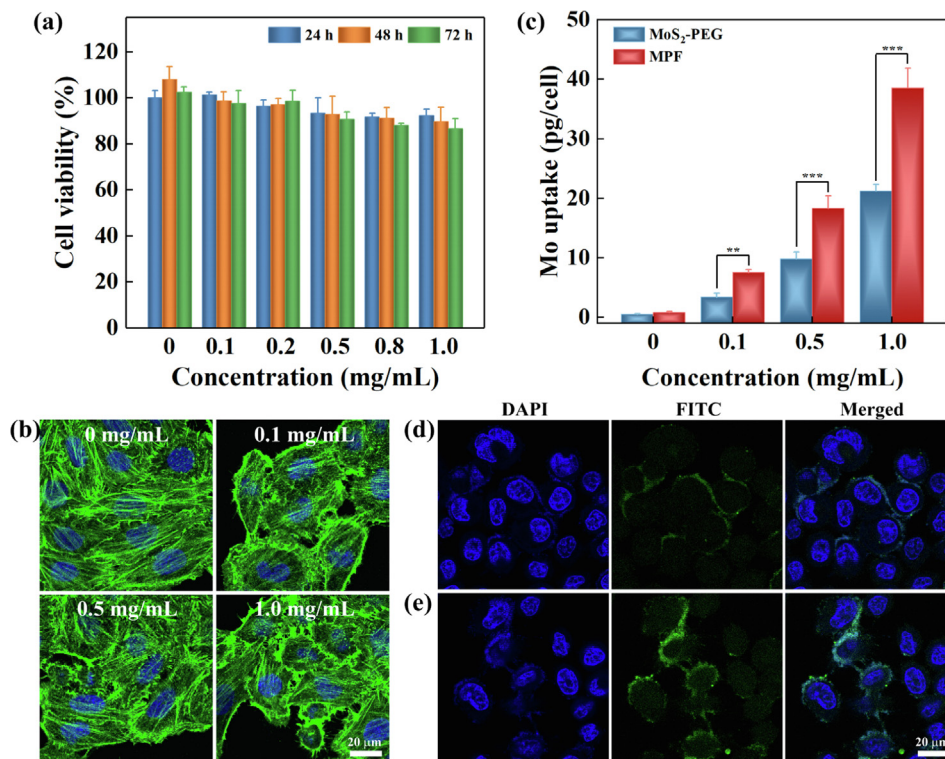 (a)
24 h 48 h 72 h
120
100
80
60
40
20
0
Cell viability (%)
0 0.1 0.2 0.5 0.8 1.0
Concentration (mg/mL)
(c)
MoS₂-PEG
MPF
40
30
20
10
0
Mo uptake (pg/cell)
**
***
***
0 0.1 0.5 1.0
Concentration (mg/mL)
(b)
0 mg/mL
0.1 mg/mL
0.5 mg/mL
1.0 mg/mL
20 μm
DAPI FITC Merged
(d)
(e)
20 μm